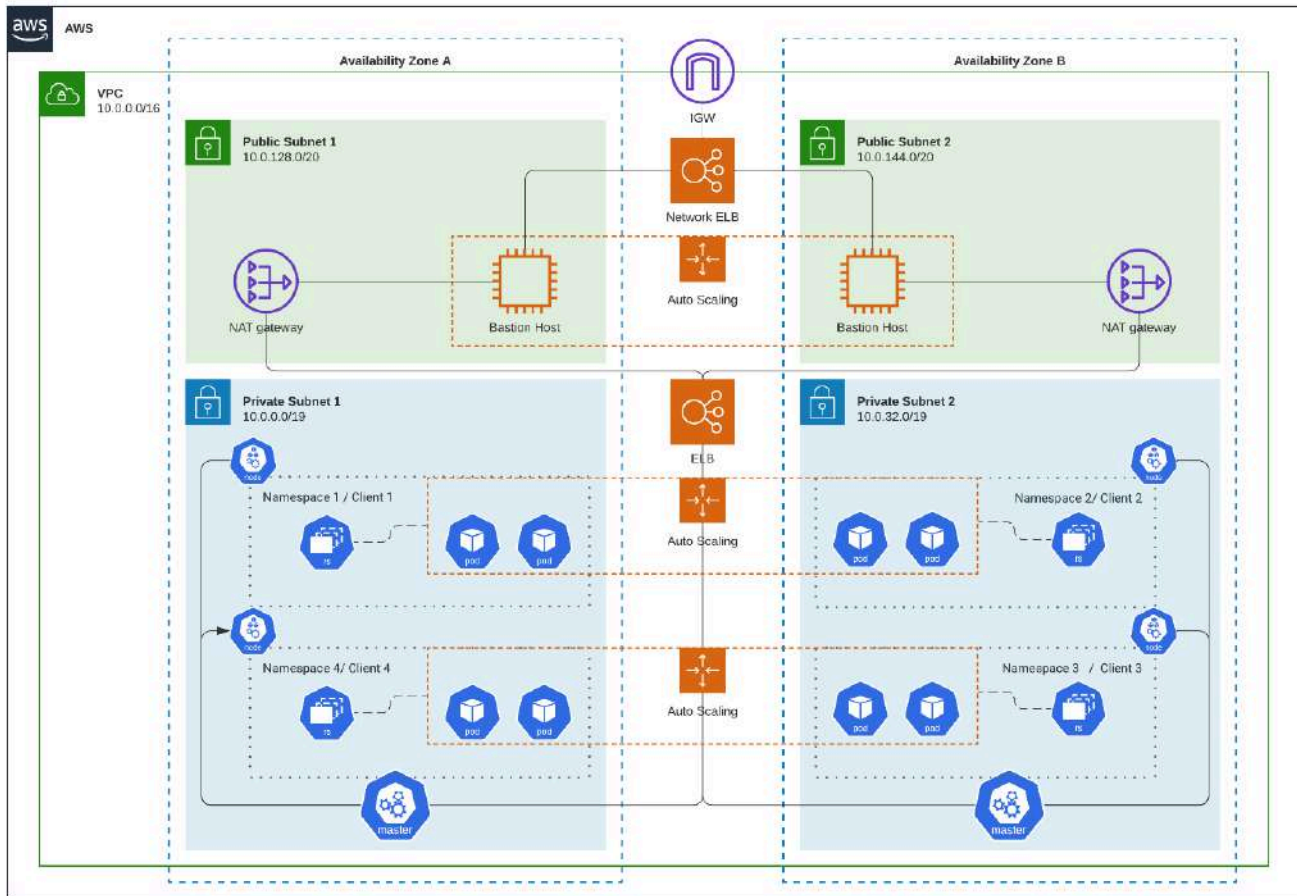 aws
AWS
Availability Zone A
Availability Zone B
VPC
10.0.0.0/16
IGW
Public Subnet 1
10.0.128.0/20
Public Subnet 2
10.0.144.0/20
Network ELB
Auto Scaling
NAT gateway
Bastion Host
Bastion Host
NAT gateway
Private Subnet 1
10.0.0.0/19
Private Subnet 2
10.0.32.0/19
ELB
node
node
Namespace 1 / Client 1
Namespace 2/ Client 2
rs
pod
pod
Auto Scaling
pod
pod
rs
node
node
Namespace 4/ Client 4
Nameapace 3 / Client 3
rs
pod
pod
Auto Scaling
pod
pod
rs
master
master